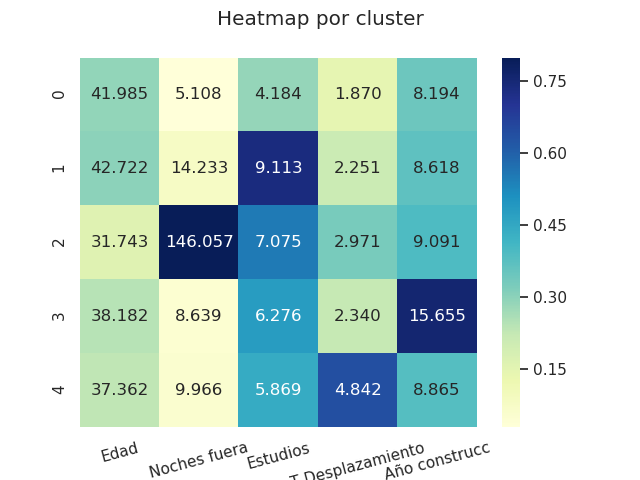 Heatmap por cluster
0 41.985 5.108 4.184 1.870 8.194
1 42.722 14.233 9.113 2.251 8.618
2 31.743 146.057 7.075 2.971 9.091
3 38.182 8.639 6.276 2.340 15.655
4 37.362 9.966 5.869 4.842 8.865
Edad Noches fuera Estudios T Desplazamiento Año construcc
0.75
0.60
0.45
0.30
0.15